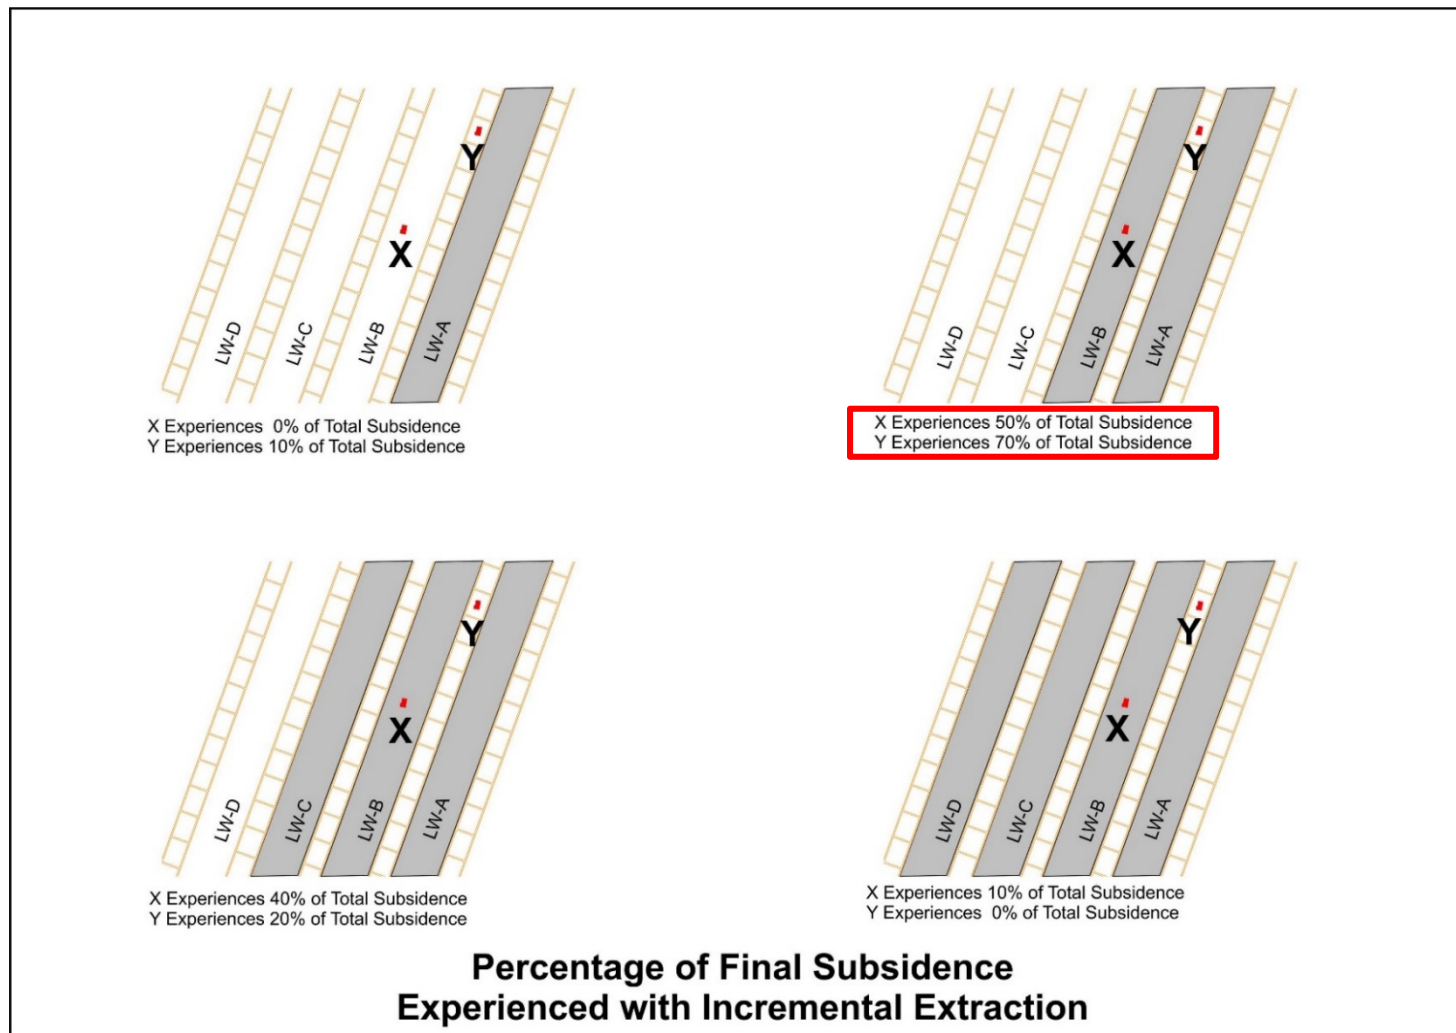 Y
X
LW-D
LW-C
LW-B
LW-A
X Experiences 0% of Total Subsidence
Y Experiences 10% of Total Subsidence
Y
X
LW-D
LW-C
LW-B
LW-A
X Experiences 50% of Total Subsidence
Y Experiences 70% of Total Subsidence
Y
X
LW-D
LW-C
LW-B
LW-A
X Experiences 40% of Total Subsidence
Y Experiences 20% of Total Subsidence
Y
X
LW-D
LW-C
LW-B
LW-A
X Experiences 10% of Total Subsidence
Y Experiences 0% of Total Subsidence
Percentage of Final Subsidence
Experienced with Incremental Extraction